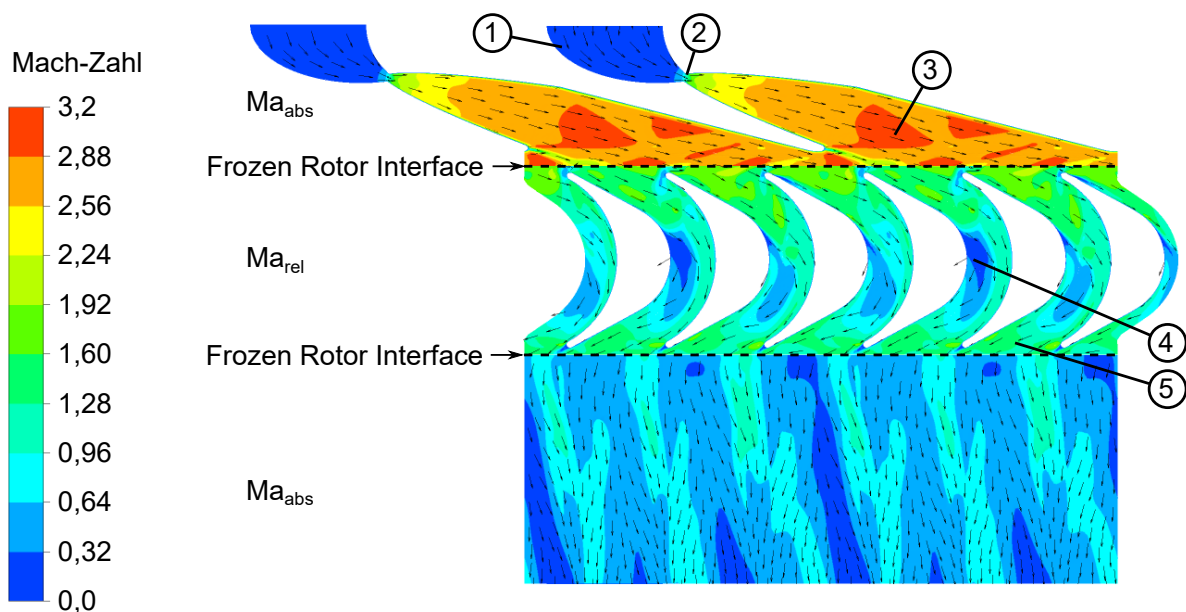 1
2
Mach-Zahl
3
3,2
Ma_abs
2,88
Frozen Rotor Interface
2,56
2,24
Ma_rel
1,92
4
1,60
Frozen Rotor Interface
5
1,28
0,96
Ma_abs
0,64
0,32
0,0